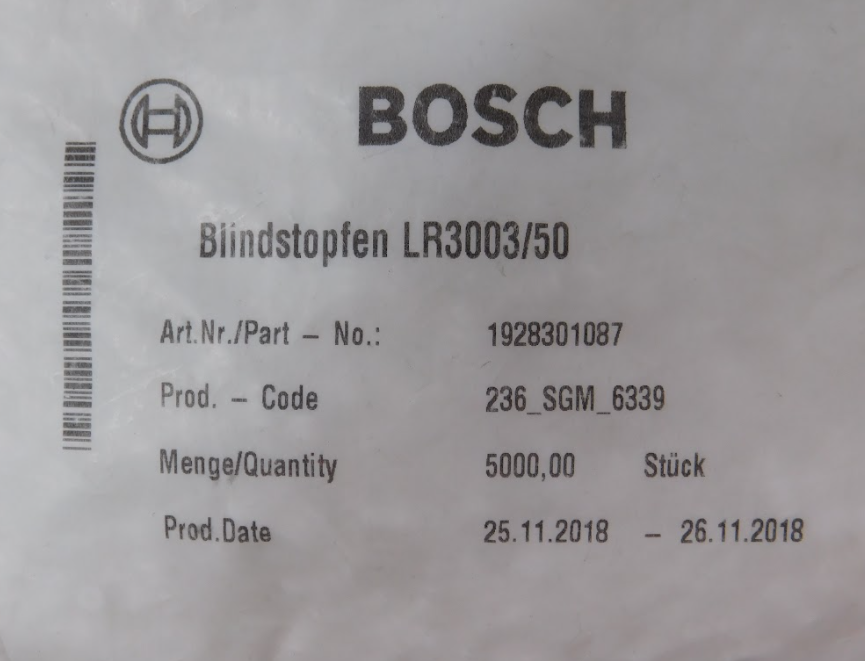 BOSCH
Blindstopfen LR3003/50
Art.Nr./Part - No.: 1928301087
Prod. - Code 236_SGM_6339
Menge/Quantity 5000,00 Stück
Prod.Date 25.11.2018 - 26.11.2018